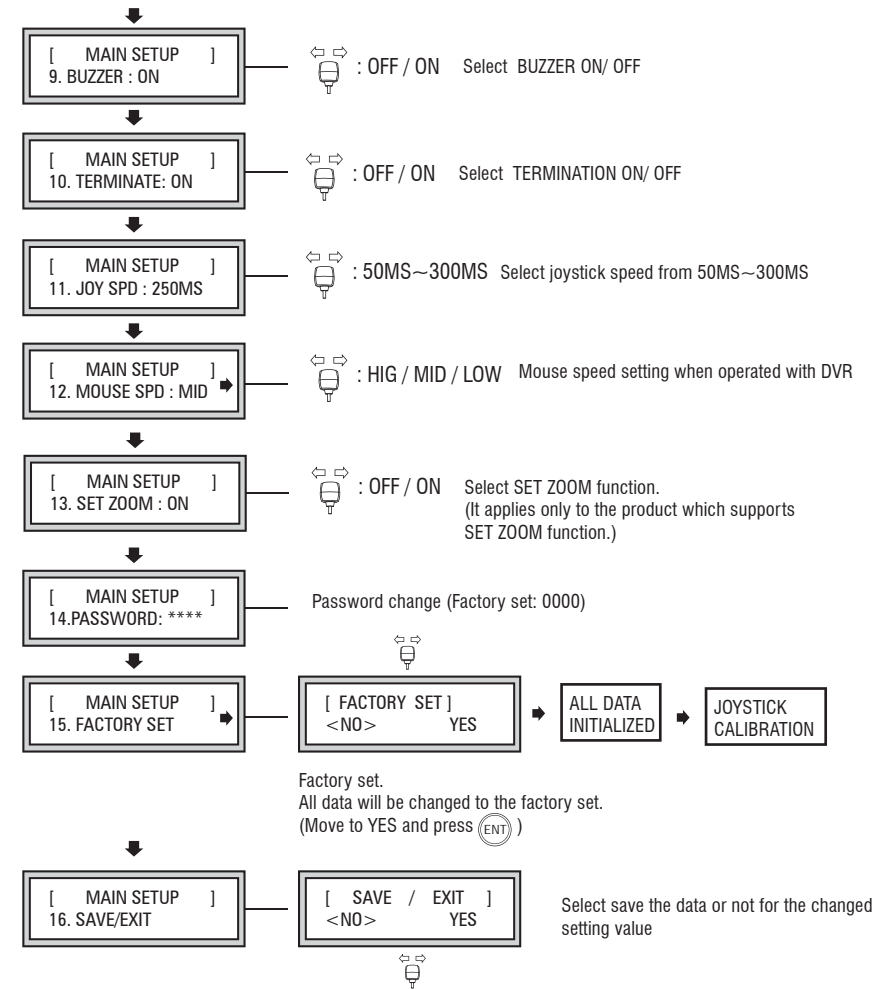 [ MAIN SETUP ]
9. BUZZER : ON
: OFF / ON Select BUZZER ON/ OFF
[ MAIN SETUP ]
10. TERMINATE: ON
: OFF / ON Select TERMINATION ON/ OFF
[ MAIN SETUP ]
11. JOY SPD : 250MS
: 50MS~300MS Select joystick speed from 50MS~300MS
[ MAIN SETUP ]
12. MOUSE SPD : MID
: HIG / MID / LOW Mouse speed setting when operated with DVR
[ MAIN SETUP ]
13. SET ZOOM : ON
: OFF / ON Select SET ZOOM function.
(It applies only to the product which supports
SET ZOOM function.)
[ MAIN SETUP ]
14.PASSWORD: ****
Password change (Factory set: 0000)
[ MAIN SETUP ]
15. FACTORY SET
[ FACTORY SET ]
<NO> YES
ALL DATA
INITIALIZED
JOYSTICK
CALIBRATION
Factory set.
All data will be changed to the factory set.
(Move to YES and press ENT )
[ MAIN SETUP ]
16. SAVE/EXIT
[ SAVE / EXIT ]
<NO> YES
Select save the data or not for the changed
setting value